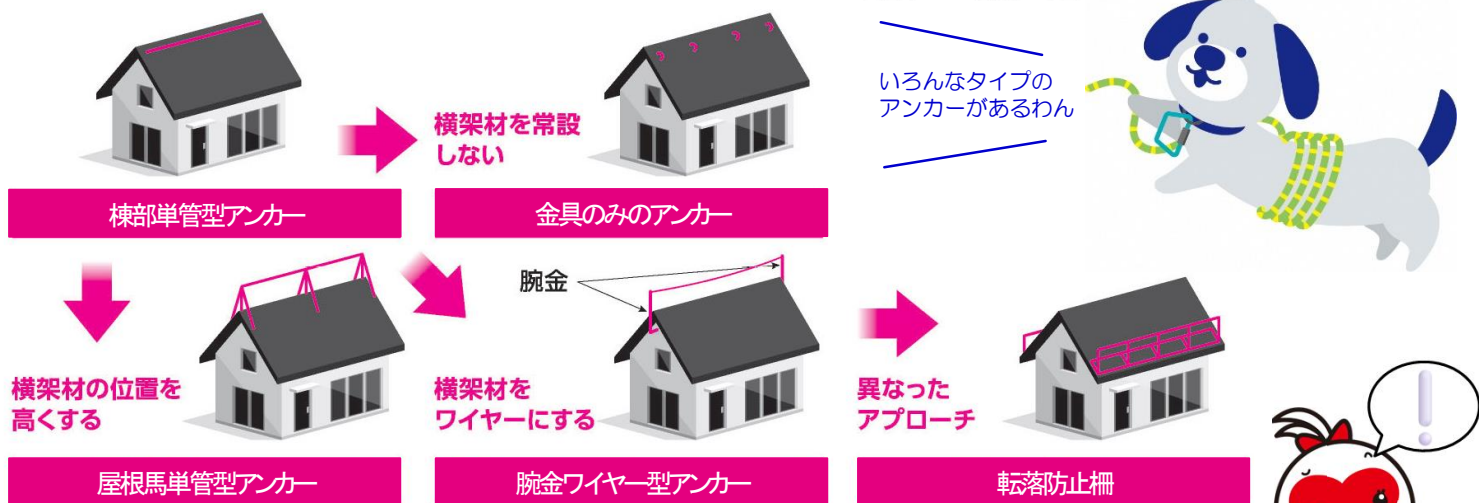 いろんなタイプの
アンカーがあるわん
横架材を常設
しない
棟部単管型アンカー
金具のみのアンカー
腕金
横架材の位置を
高くする
横架材を
ワイヤーにする
異なった
アプローチ
屋根馬単管型アンカー
腕金ワイヤー型アンカー
転落防止柵
!